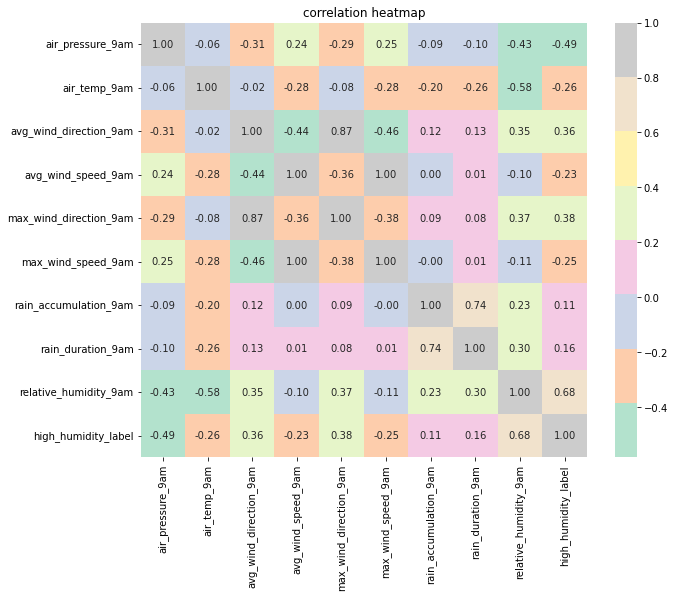 correlation heatmap
air_pressure_9am 1.00 -0.06 -0.31 0.24 -0.29 0.25 -0.09 -0.10 -0.43 -0.49
air_temp_9am -0.06 1.00 -0.02 -0.28 -0.08 -0.28 -0.20 -0.26 -0.58 -0.26
avg_wind_direction_9am -0.31 -0.02 1.00 -0.44 0.87 -0.46 0.12 0.13 0.35 0.36
avg_wind_speed_9am 0.24 -0.28 -0.44 1.00 -0.36 1.00 0.00 0.01 -0.10 -0.23
max_wind_direction_9am -0.29 -0.08 0.87 -0.36 1.00 -0.38 0.09 0.08 0.37 0.38
max_wind_speed_9am 0.25 -0.28 -0.46 1.00 -0.38 1.00 -0.00 0.01 -0.11 -0.25
rain_accumulation_9am -0.09 -0.20 0.12 0.00 0.09 -0.00 1.00 0.74 0.23 0.11
rain_duration_9am -0.10 -0.26 0.13 0.01 0.08 0.01 0.74 1.00 0.30 0.16
relative_humidity_9am -0.43 -0.58 0.35 -0.10 0.37 -0.11 0.23 0.30 1.00 0.68
high_humidity_label -0.49 -0.26 0.36 -0.23 0.38 -0.25 0.11 0.16 0.68 1.00
air_pressure_9am
air_temp_9am
avg_wind_direction_9am
avg_wind_speed_9am
max_wind_direction_9am
max_wind_speed_9am
rain_accumulation_9am
rain_duration_9am
relative_humidity_9am
high_humidity_label
1.0
0.8
0.6
0.4
0.2
0.0
−0.2
−0.4